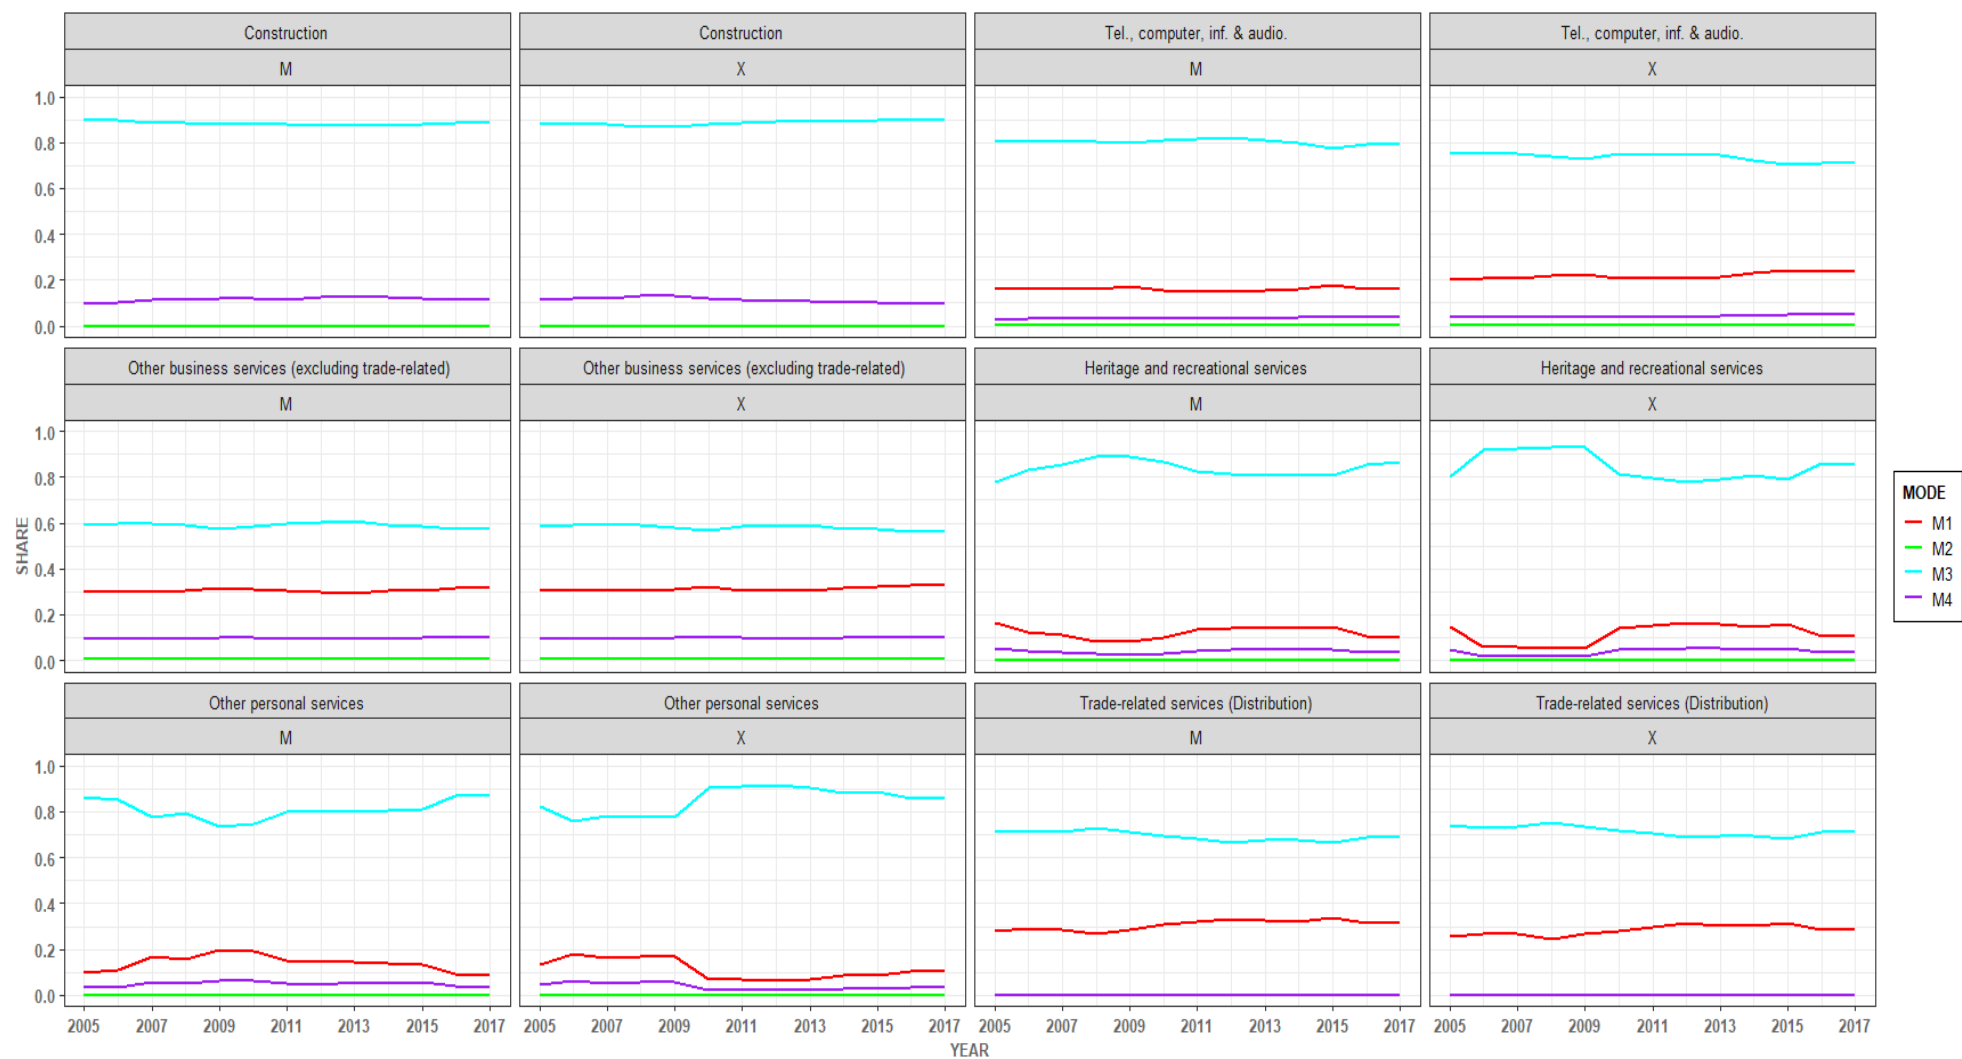 Construction
Construction
Tel., computer, inf. & audio.
Tel., computer, inf. & audio.
M
X
M
X
1.0
0.8
0.6
0.4
0.2
0.0
Other business services (excluding trade-related)
Other business services (excluding trade-related)
Heritage and recreational services
Heritage and recreational services
M
X
M
X
1.0
0.8
0.6
0.4
0.2
0.0
SHARE
MODE
M1
M2
M3
M4
Other personal services
Other personal services
Trade-related services (Distribution)
Trade-related services (Distribution)
M
X
M
X
1.0
0.8
0.6
0.4
0.2
0.0
2005 2007 2009 2011 2013 2015 2017
2005 2007 2009 2011 2013 2015 2017
2005 2007 2009 2011 2013 2015 2017
2005 2007 2009 2011 2013 2015 2017
YEAR